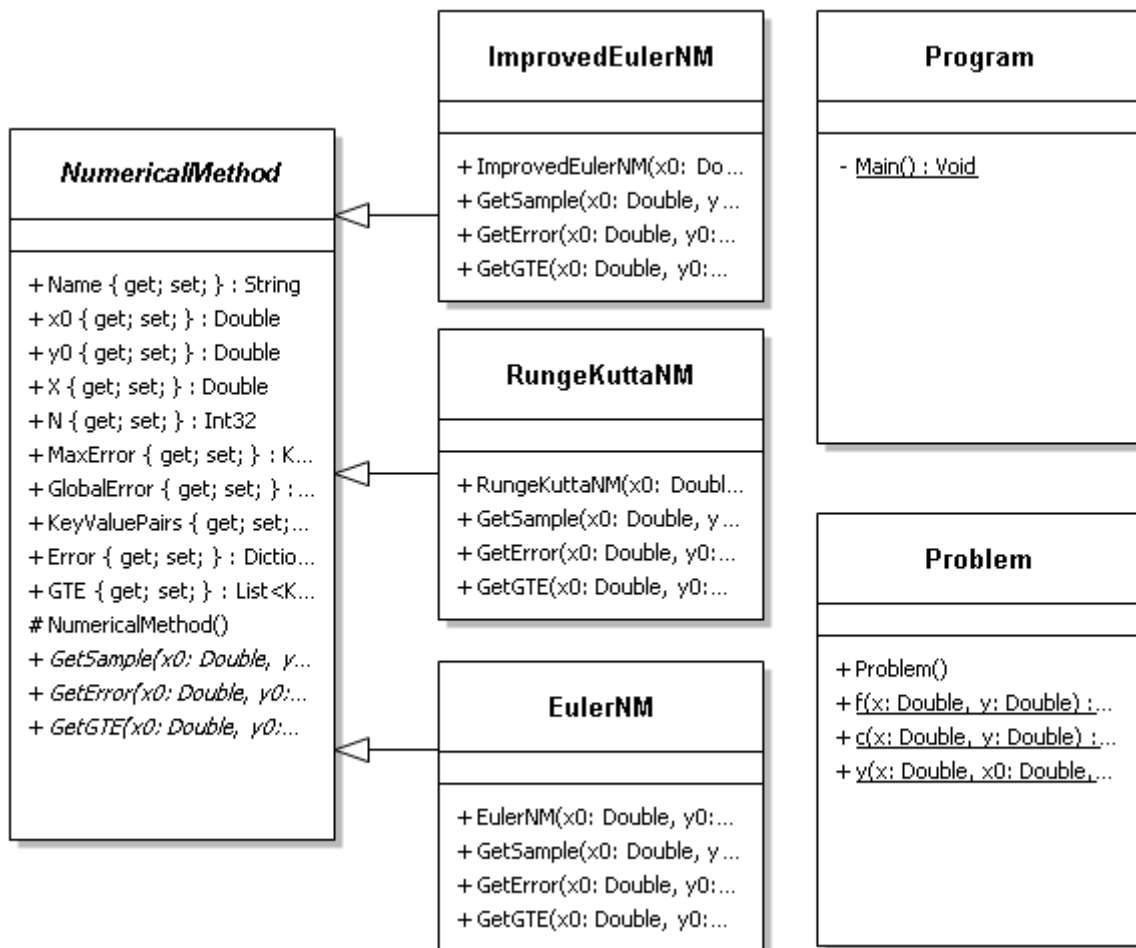 NumericalMethod
+ Name { get; set; } : String
+ x0 { get; set; } : Double
+ y0 { get; set; } : Double
+ X { get; set; } : Double
+ N { get; set; } : Int32
+ MaxError { get; set; } : K...
+ GlobalError { get; set; } : ...
+ KeyValuePairs { get; set;...
+ Error { get; set; } : Dictio...
+ GTE { get; set; } : List<K...
# NumericalMethod()
+ GetSample(x0: Double, y...
+ GetError(x0: Double, y0:...
+ GetGTE(x0: Double, y0:...
ImprovedEulerNM
+ ImprovedEulerNM(x0: Do...
+ GetSample(x0: Double, y...
+ GetError(x0: Double, y0:...
+ GetGTE(x0: Double, y0:...
RungeKuttaNM
+ RungeKuttaNM(x0: Doubl...
+ GetSample(x0: Double, y...
+ GetError(x0: Double, y0:...
+ GetGTE(x0: Double, y0:...
EulerNM
+ EulerNM(x0: Double, y0:...
+ GetSample(x0: Double, y...
+ GetError(x0: Double, y0:...
+ GetGTE(x0: Double, y0:...
Program
- Main() : Void
Problem
+ Problem()
+ f(x: Double, y: Double) :...
+ c(x: Double, y: Double) :...
+ y(x: Double, x0: Double,...